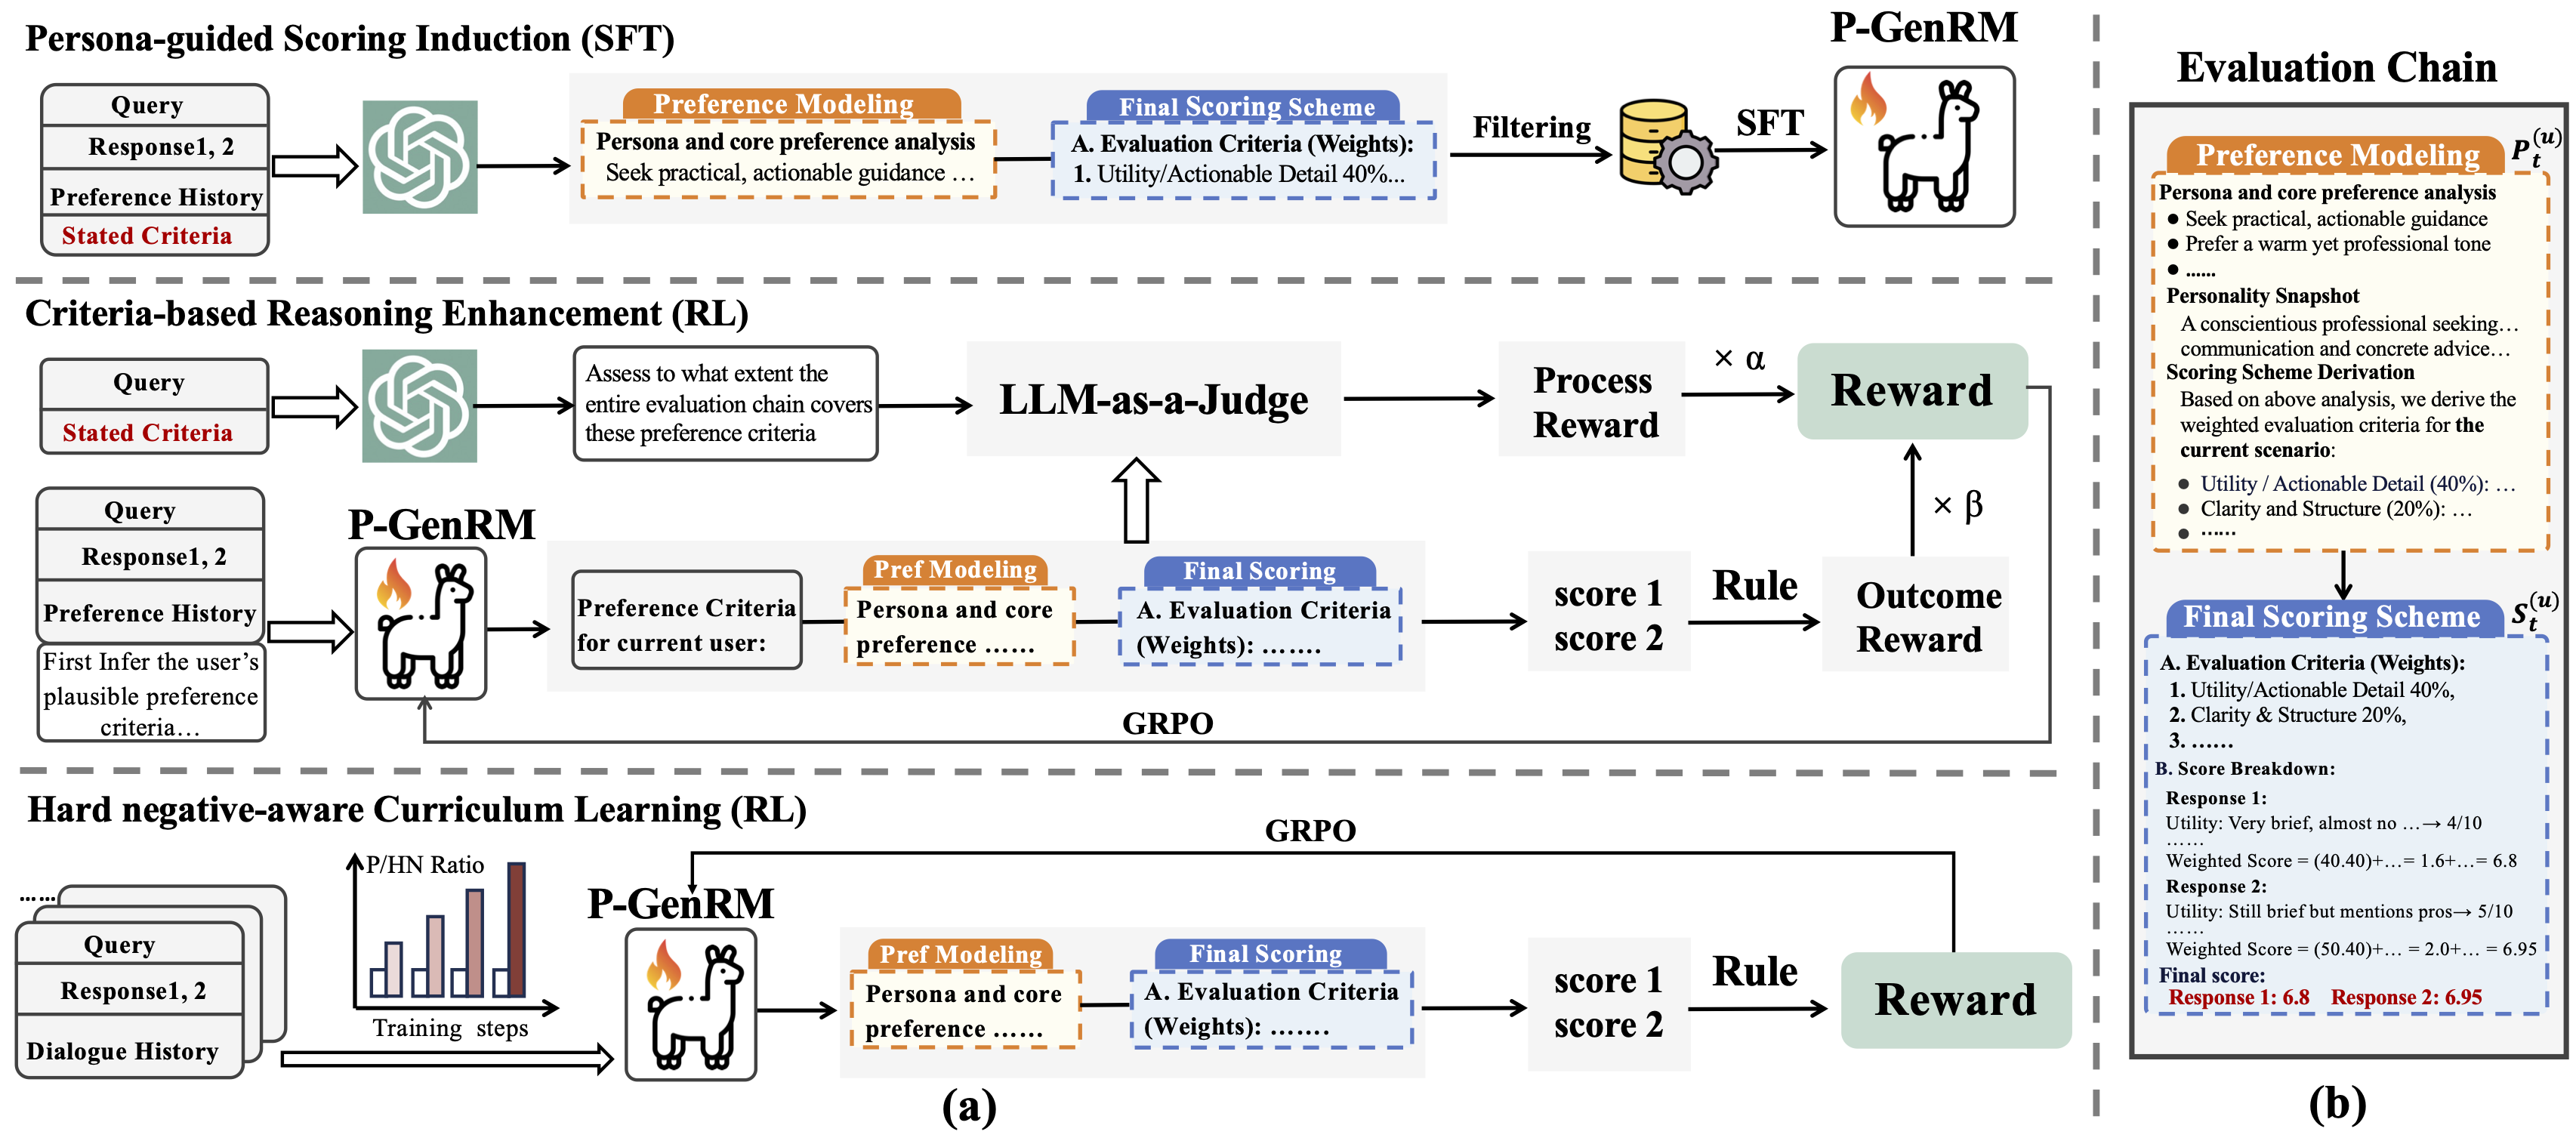 Persona-guided Scoring Induction (SFT)
Query
Response1, 2
Preference History
Stated Criteria
Preference Modeling
Persona and core preference analysis
Seek practical, actionable guidance …
Final Scoring Scheme
A. Evaluation Criteria (Weights):
1. Utility/Actionable Detail 40%...
Filtering
SFT
P-GenRM
Criteria-based Reasoning Enhancement (RL)
Query
Stated Criteria
Assess to what extent the
entire evaluation chain covers
these preference criteria
LLM-as-a-Judge
Process
Reward
× α
Reward
× β
Query
Response1, 2
Preference History
First Infer the user’s
plausible preference
criteria…
P-GenRM
Preference Criteria
for current user:
Pref Modeling
Persona and core
preference ……
Final Scoring
A. Evaluation Criteria
(Weights): …….
score 1
score 2
Rule
Outcome
Reward
GRPO
Hard negative-aware Curriculum Learning (RL)
……
Query
Response1, 2
Dialogue History
P/HN Ratio
Training steps
P-GenRM
GRPO
Pref Modeling
Persona and core
preference ……
Final Scoring
A. Evaluation Criteria
(Weights): …….
score 1
score 2
Rule
Reward
(a)
Evaluation Chain
Preference Modeling
P_t^(u)
Persona and core preference analysis
● Seek practical, actionable guidance
● Prefer a warm yet professional tone
● ……
Personality Snapshot
A conscientious professional seeking…
communication and concrete advice…
Scoring Scheme Derivation
Based on above analysis, we derive the
weighted evaluation criteria for the
current scenario:
● Utility / Actionable Detail (40%): …
● Clarity and Structure (20%): …
● ……
Final Scoring Scheme
S_t^(u)
A. Evaluation Criteria (Weights):
1. Utility/Actionable Detail 40%,
2. Clarity & Structure 20%,
3. ……
B. Score Breakdown:
Response 1:
Utility: Very brief, almost no …→ 4/10
……
Weighted Score = (40.40)+…= 1.6+…= 6.8
Response 2:
Utility: Still brief but mentions pros→ 5/10
……
Weighted Score = (50.40)+… = 2.0+… = 6.95
Final score:
Response 1: 6.8 Response 2: 6.95
(b)